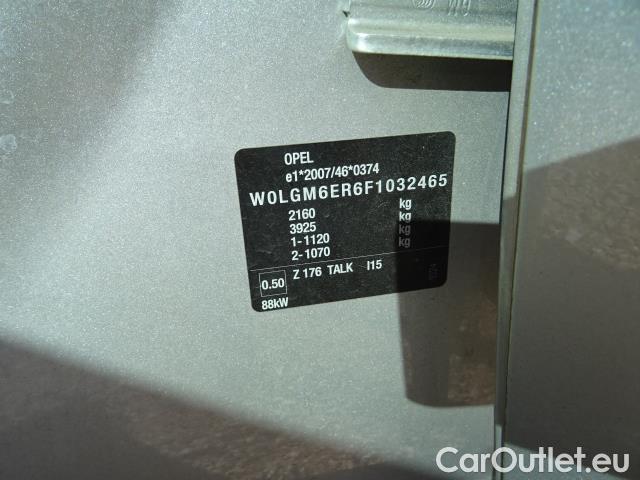 OPEL
e1*2007/46*0374
W0LGM6ER6F1032465
2160 kg
3925 kg
1-1120 kg
2-1070 kg
0.50 Z 176 TALK I15
88kW
CarOutlet.eu